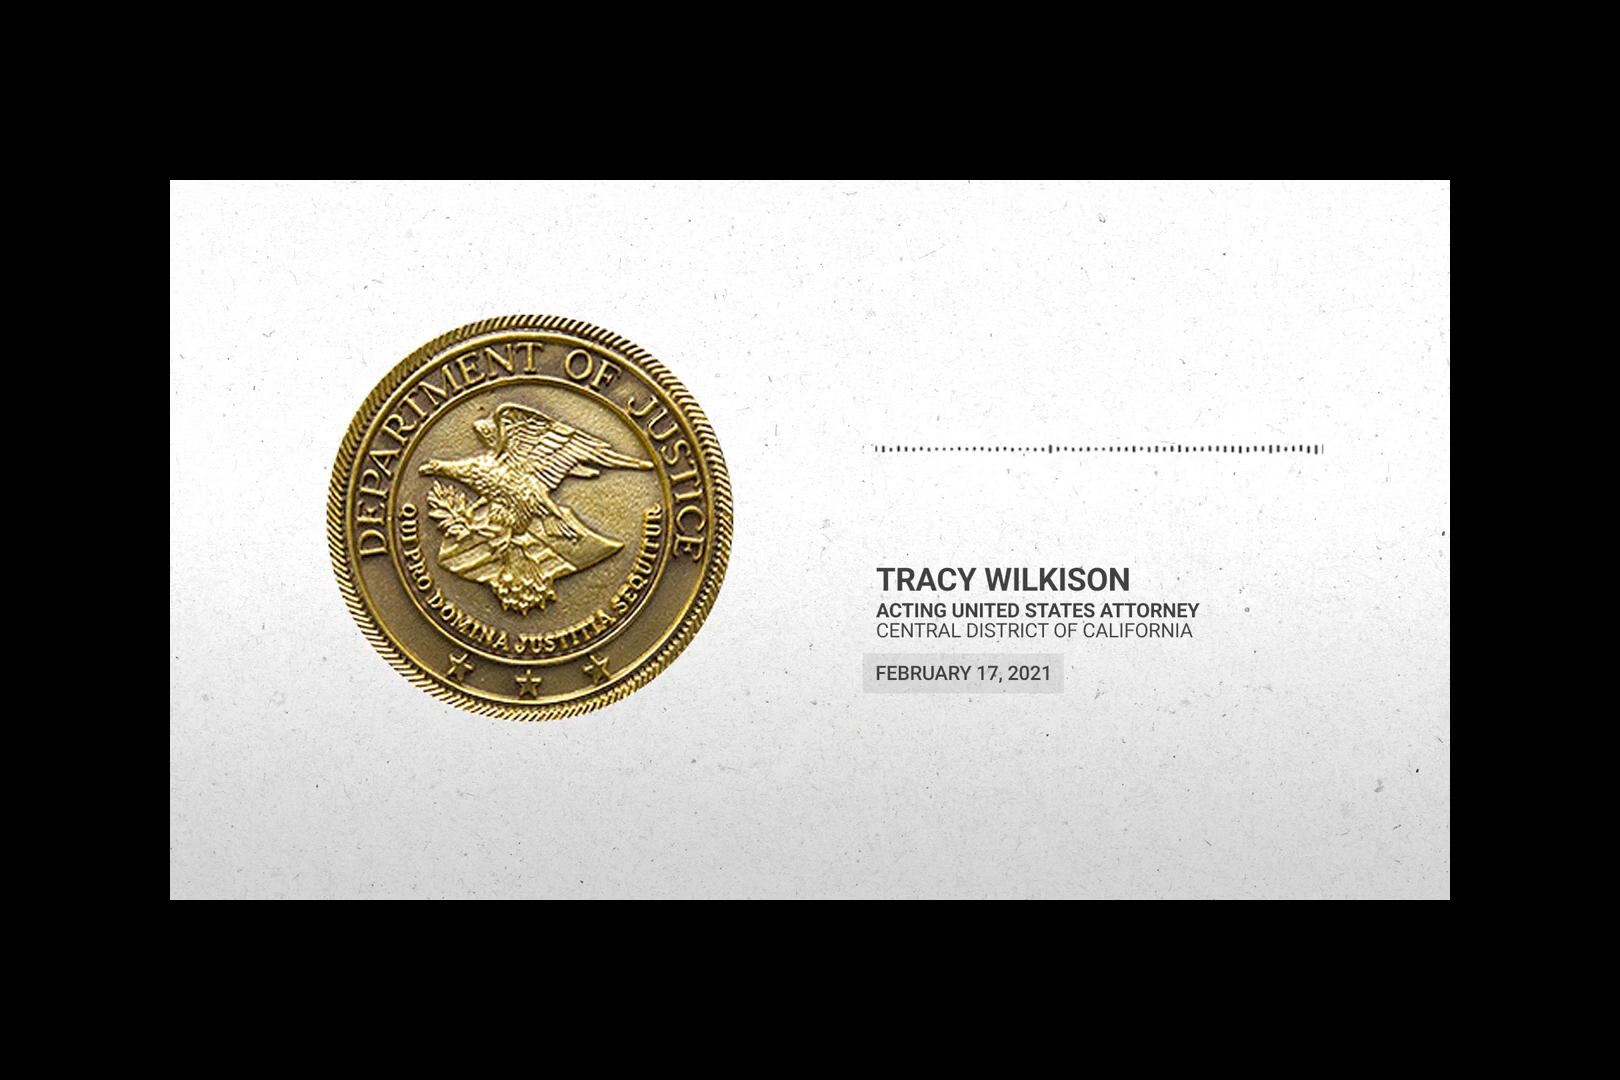 DEPARTMENT OF JUSTICE
QUI PRO DOMINA JUSTITIA SEQUITUR
TRACY WILKISON
ACTING UNITED STATES ATTORNEY
CENTRAL DISTRICT OF CALIFORNIA
FEBRUARY 17, 2021